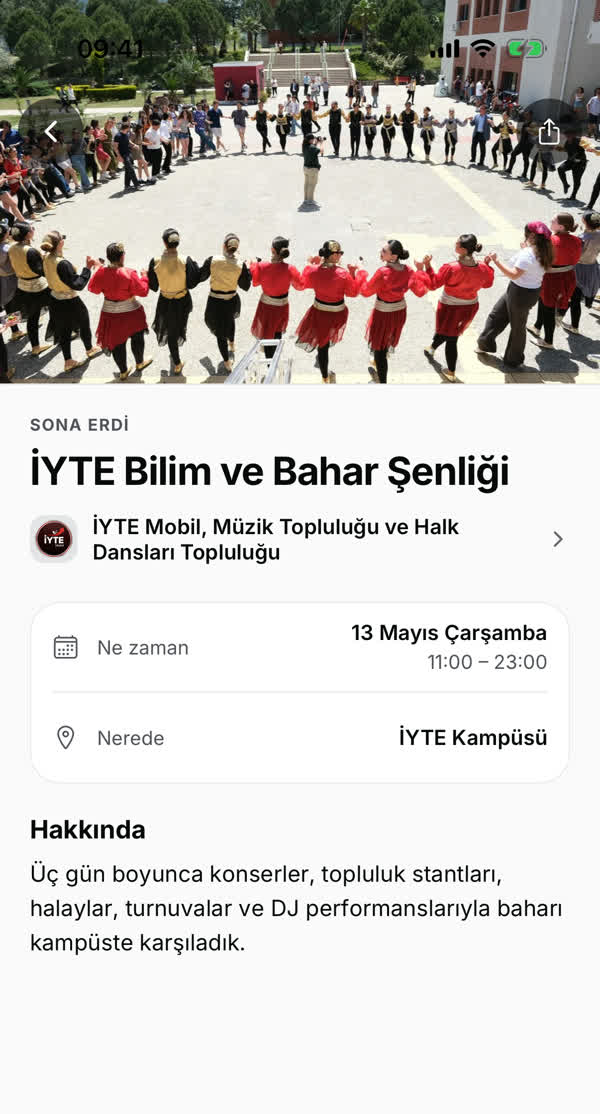 09:41
SONA ERDİ
İYTE Bilim ve Bahar Şenliği
İYTE
İYTE Mobil, Müzik Topluluğu ve Halk
Dansları Topluluğu
Ne zaman
13 Mayıs Çarşamba
11:00 – 23:00
Nerede
İYTE Kampüsü
Hakkında
Üç gün boyunca konserler, topluluk stantları,
halaylar, turnuvalar ve DJ performanslarıyla baharı
kampüste karşıladık.